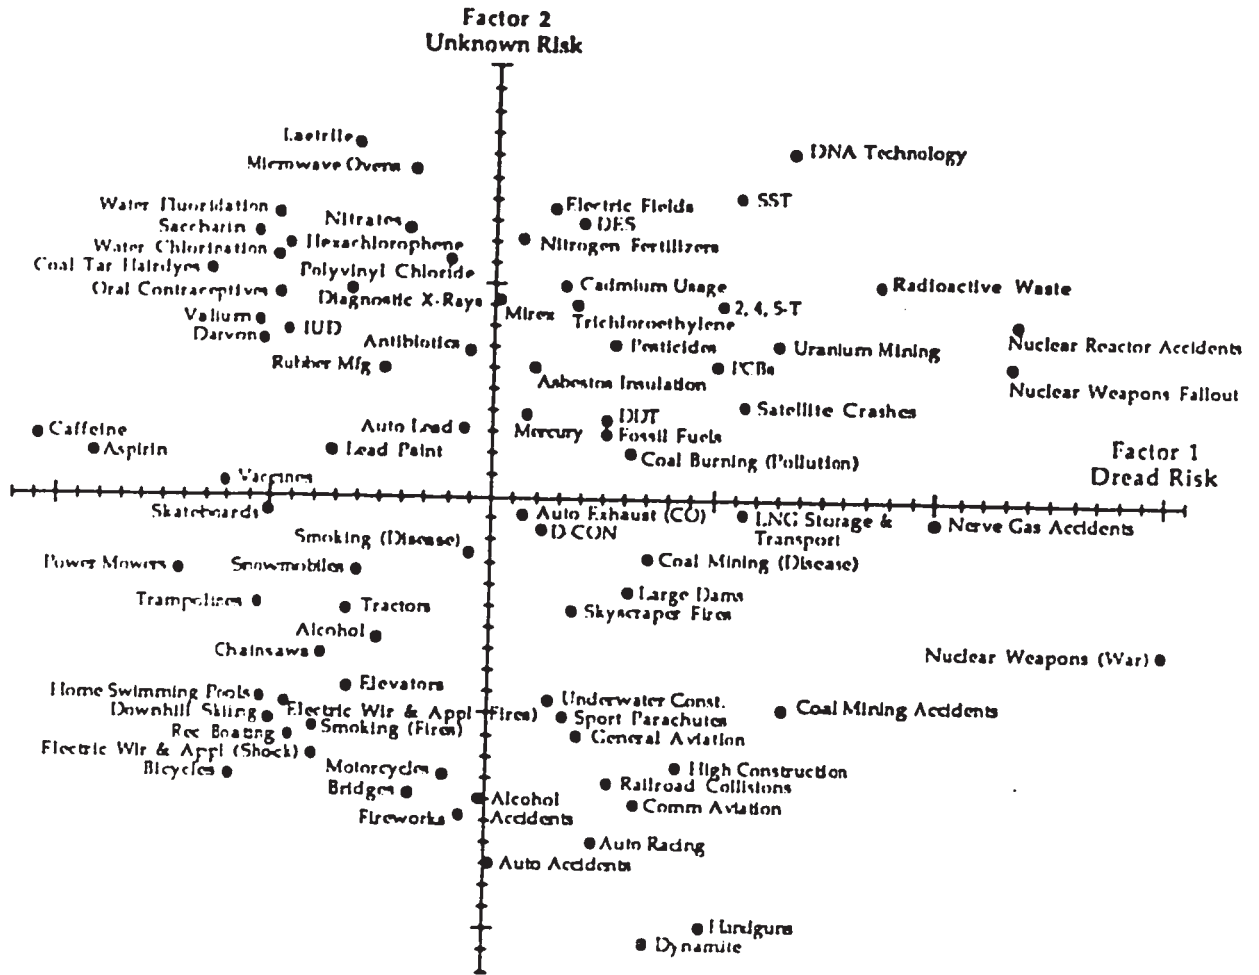 Factor 2
Unknown Risk
Laetrile
DNA Technology
Microwave Ovens
Water Fluoridation
Electric Fields
SST
Saccharin
Nitrates
DES
Water Chlorination
Hexachlorophene
Nitrogen Fertilizers
Coal Tar Hairdyes
Polyvinyl Chloride
Oral Contraceptives
Diagnostic X-Rays
Cadmium Usage
Radioactive Waste
Mirex
2, 4, 5-T
Valium
IUD
Trichloroethylene
Darvon
Antibiotics
Pesticides
Uranium Mining
Nuclear Reactor Accidents
Rubber Mfg
Asbestos Insulation
PCBs
Nuclear Weapons Fallout
Satellite Crashes
Caffeine
Auto Lead
Mercury
DDT
Fossil Fuels
Aspirin
Lead Paint
Coal Burning (Pollution)
Factor 1
Dread Risk
Vaccines
Skateboards
Auto Exhaust (CO)
LNG Storage &
Transport
Nerve Gas Accidents
D-CON
Smoking (Disease)
Power Mowers
Snowmobiles
Coal Mining (Disease)
Trampolines
Tractors
Large Dams
Skyscraper Fires
Alcohol
Chainsaws
Nuclear Weapons (War)
Home Swimming Pools
Elevators
Underwater Const.
Downhill Skiing
Electric Wir & Appl (Fires)
Sport Parachutes
Coal Mining Accidents
Rec Boating
Smoking (Fires)
General Aviation
Electric Wir & Appl (Shock)
Bicycles
Motorcycles
High Construction
Bridges
Railroad Collisions
Alcohol
Accidents
Comm Aviation
Fireworks
Auto Racing
Auto Accidents
Handguns
Dynamite